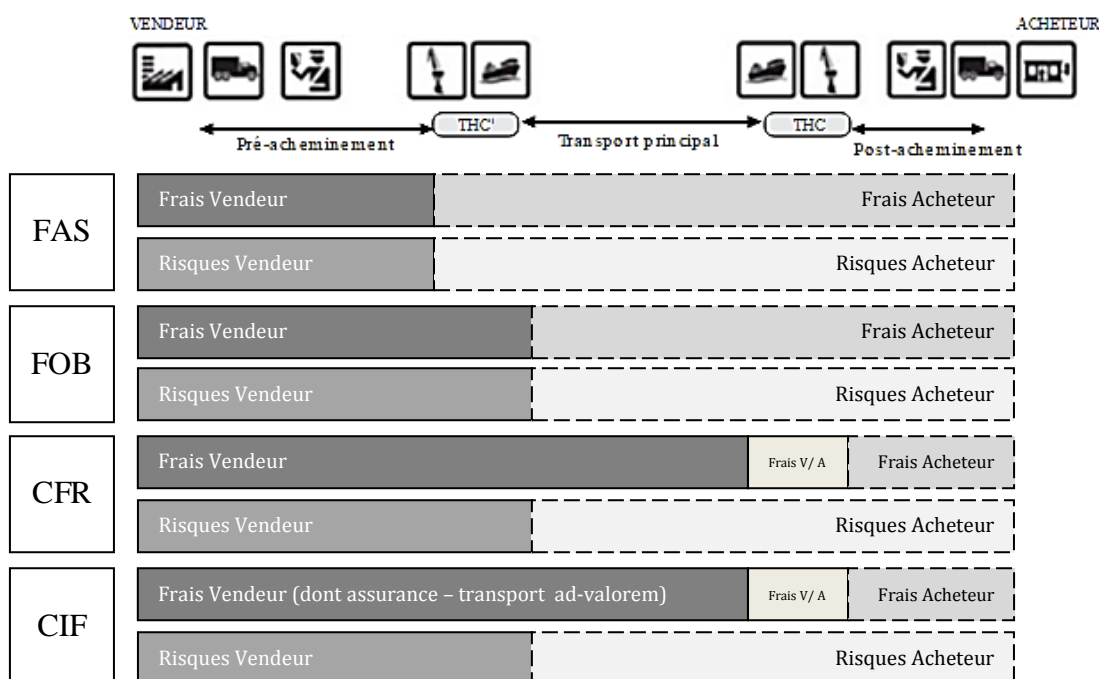 VENDEUR
ACHETEUR
THC'
THC
Pré-acheminement
Transport principal
Post-acheminement
FAS
Frais Vendeur
Frais Acheteur
Risques Vendeur
Risques Acheteur
FOB
Frais Vendeur
Frais Acheteur
Risques Vendeur
Risques Acheteur
CFR
Frais Vendeur
Frais V/ A
Frais Acheteur
Risques Vendeur
Risques Acheteur
CIF
Frais Vendeur (dont assurance – transport ad-valorem)
Frais V/ A
Frais Acheteur
Risques Vendeur
Risques Acheteur